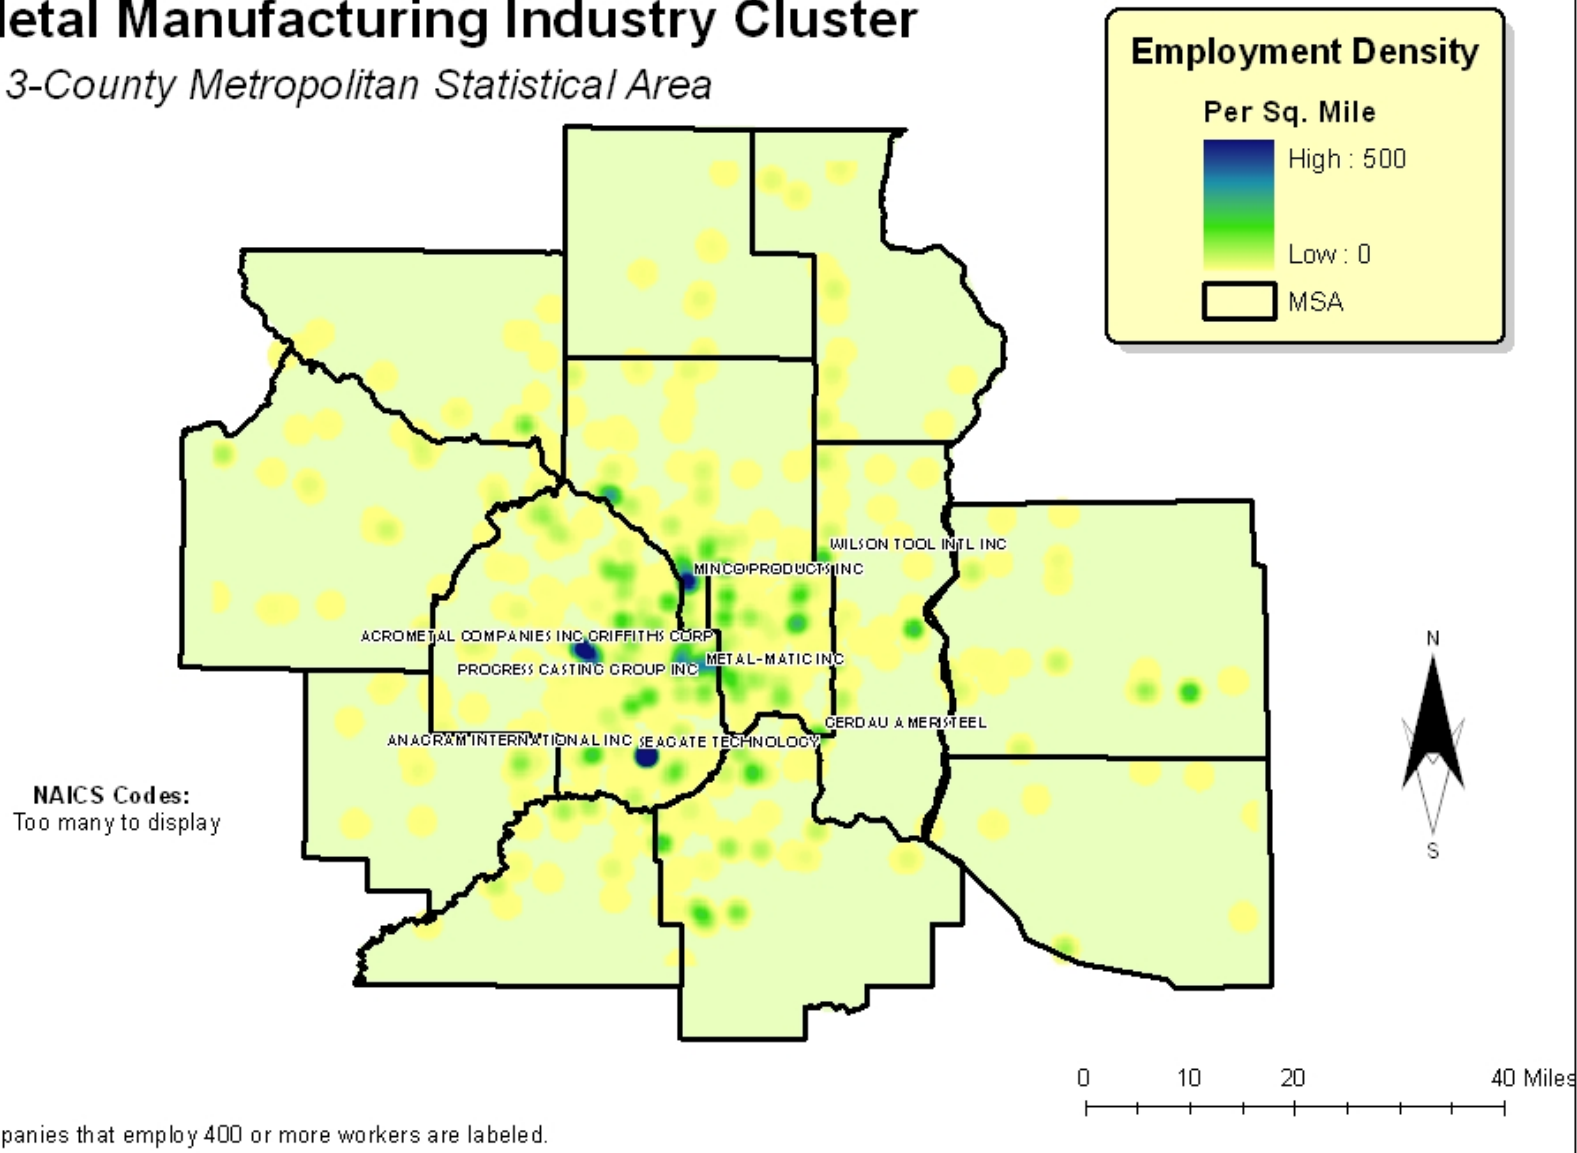 etal Manufacturing Industry Cluster
3-County Metropolitan Statistical Area
Employment Density
Per Sq. Mile
High : 500
Low : 0
MSA
WILSON TOOL INTL INC
MINCO PRODUCTS INC
ACROMETAL COMPANIES INC GRIFFITHS CORP
METAL-MATIC INC
PROGRESS CASTING GROUP INC
GERDAU AMERISTEEL
ANAGRAM INTERNATIONAL INC SEAGATE TECHNOLOGY
N
S
NAICS Codes:
Too many to display
0 10 20 40 Miles
panies that employ 400 or more workers are labeled.